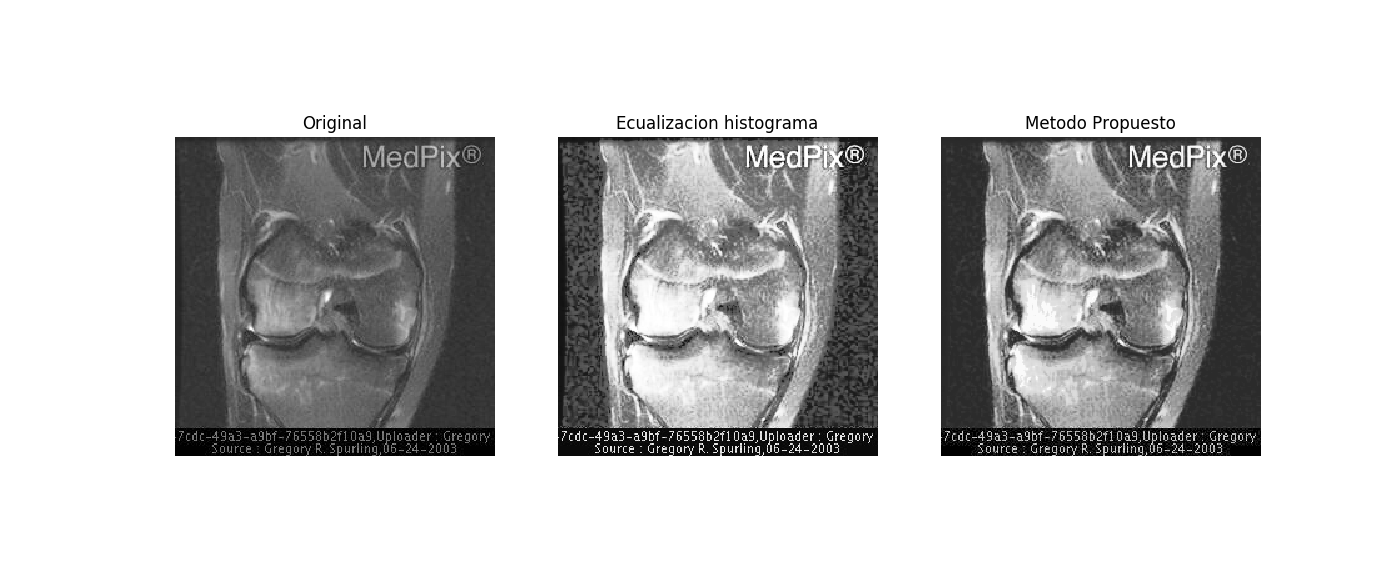 Original
Ecualizacion histograma
Metodo Propuesto
MedPix®
MedPix®
MedPix®
7cdc-49a3-a9bf-76558b2f10a9,Uploader : Gregory
Source : Gregory R. Spurling,06-24-2003
7cdc-49a3-a9bf-76558b2f10a9,Uploader : Gregory
Source : Gregory R. Spurling,06-24-2003
7cdc-49a3-a9bf-76558b2f10a9,Uploader : Gregory
Source : Gregory R. Spurling,06-24-2003